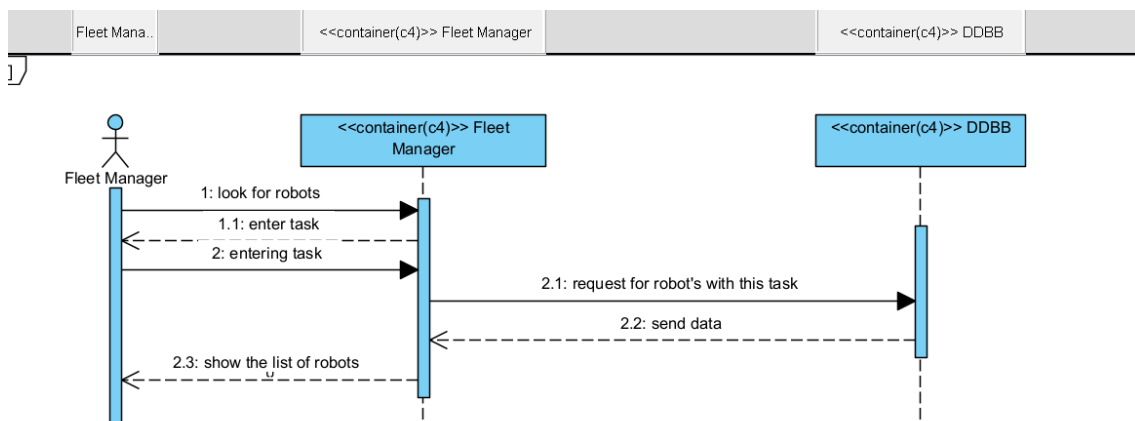 Fleet Mana..
<<container(c4)>> Fleet Manager
<<container(c4)>> DDBB
]
<<container(c4)>> Fleet
Manager
<<container(c4)>> DDBB
Fleet Manager
1: look for robots
1.1: enter task
2: entering task
2.1: request for robot's with this task
2.2: send data
2.3: show the list of robots